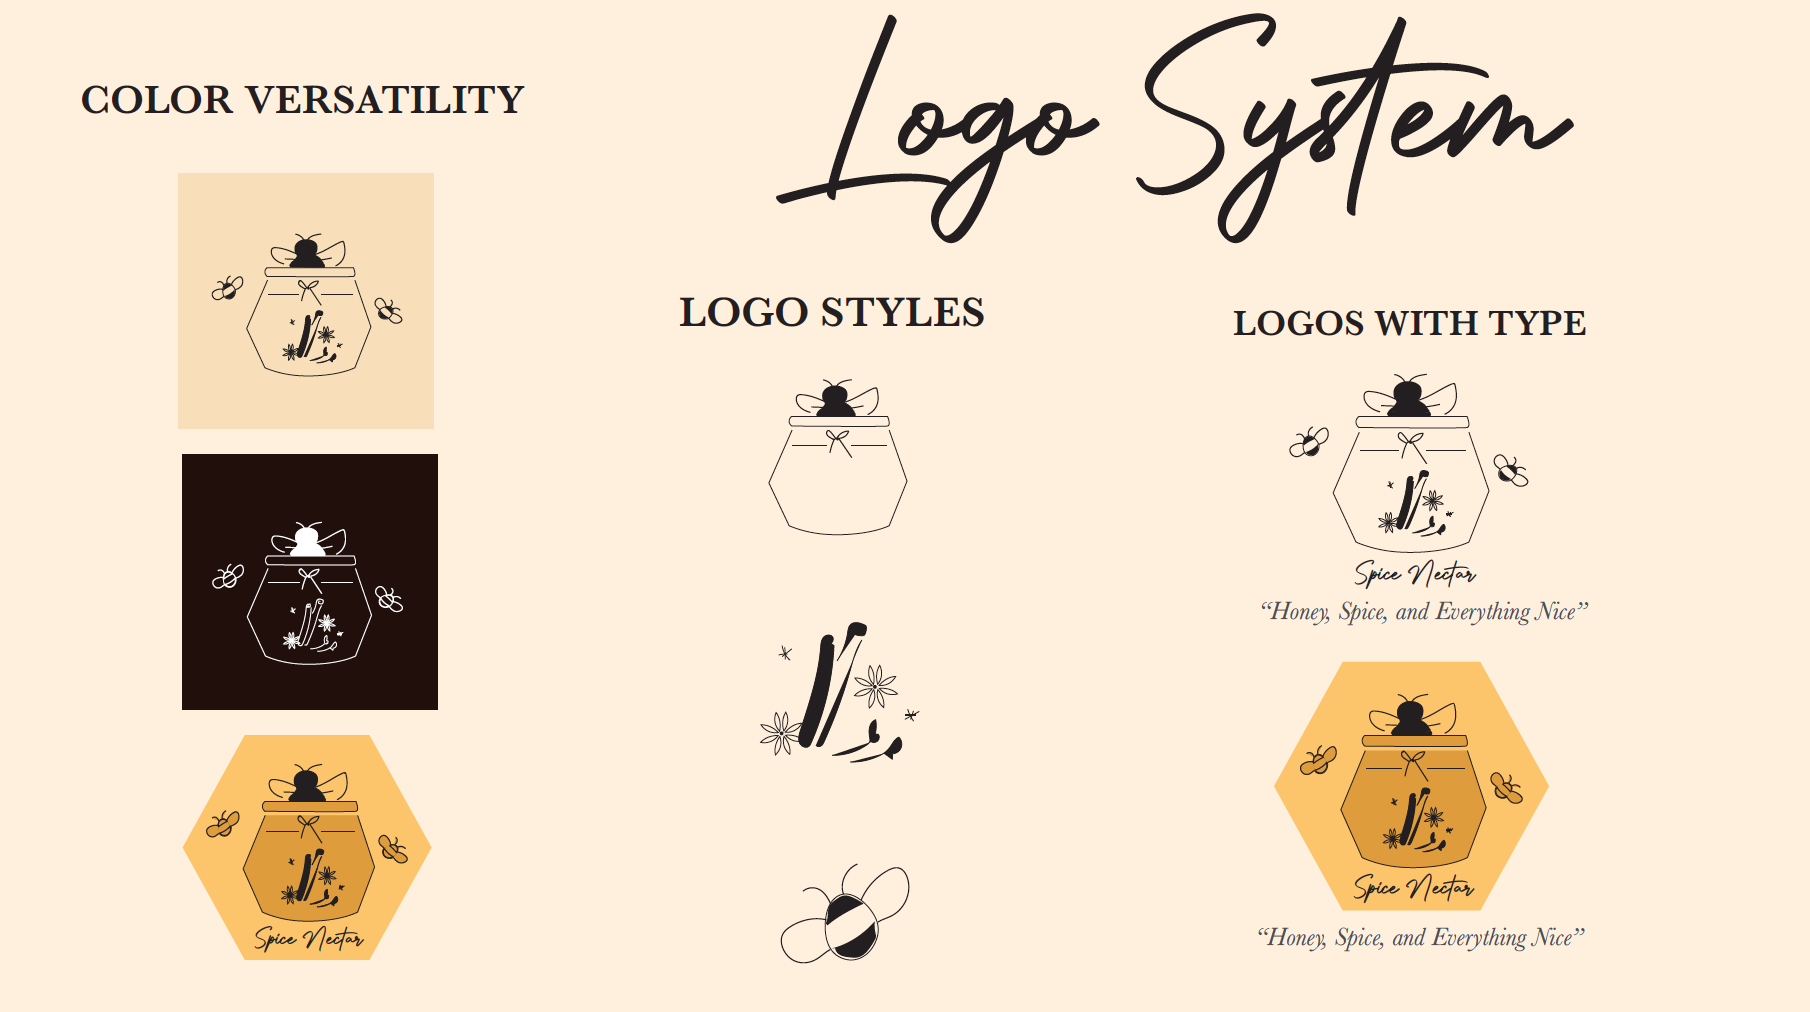 Logo System
COLOR VERSATILITY
Spice Nectar
LOGO STYLES
LOGOS WITH TYPE
Spice Nectar
“Honey, Spice, and Everything Nice”
Spice Nectar
“Honey, Spice, and Everything Nice”